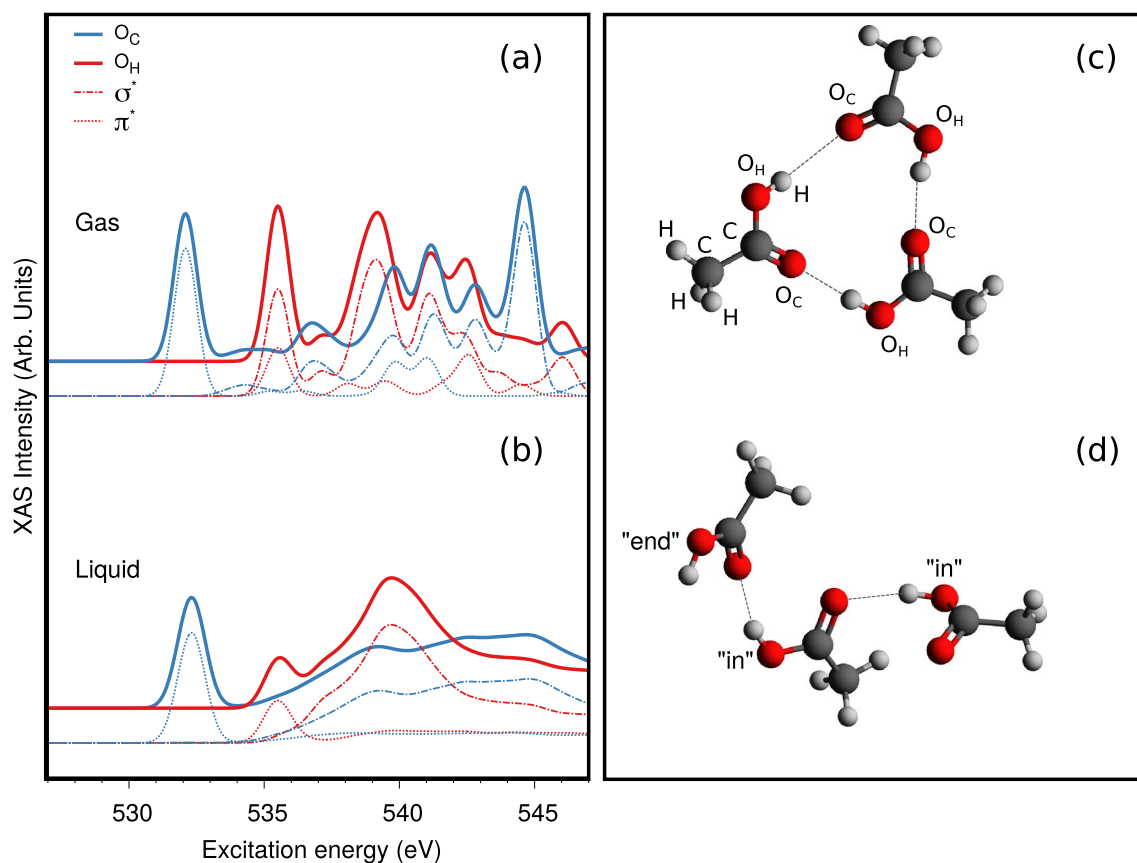 O_C
O_H
σ*
π*
(a)
Gas
(b)
Liquid
XAS Intensity (Arb. Units)
530 535 540 545
Excitation energy (eV)
(c)
O_C
O_H
O_H
H
O_C
H
C
C
H
H
O_C
O_H
(d)
"end"
"in"
"in"